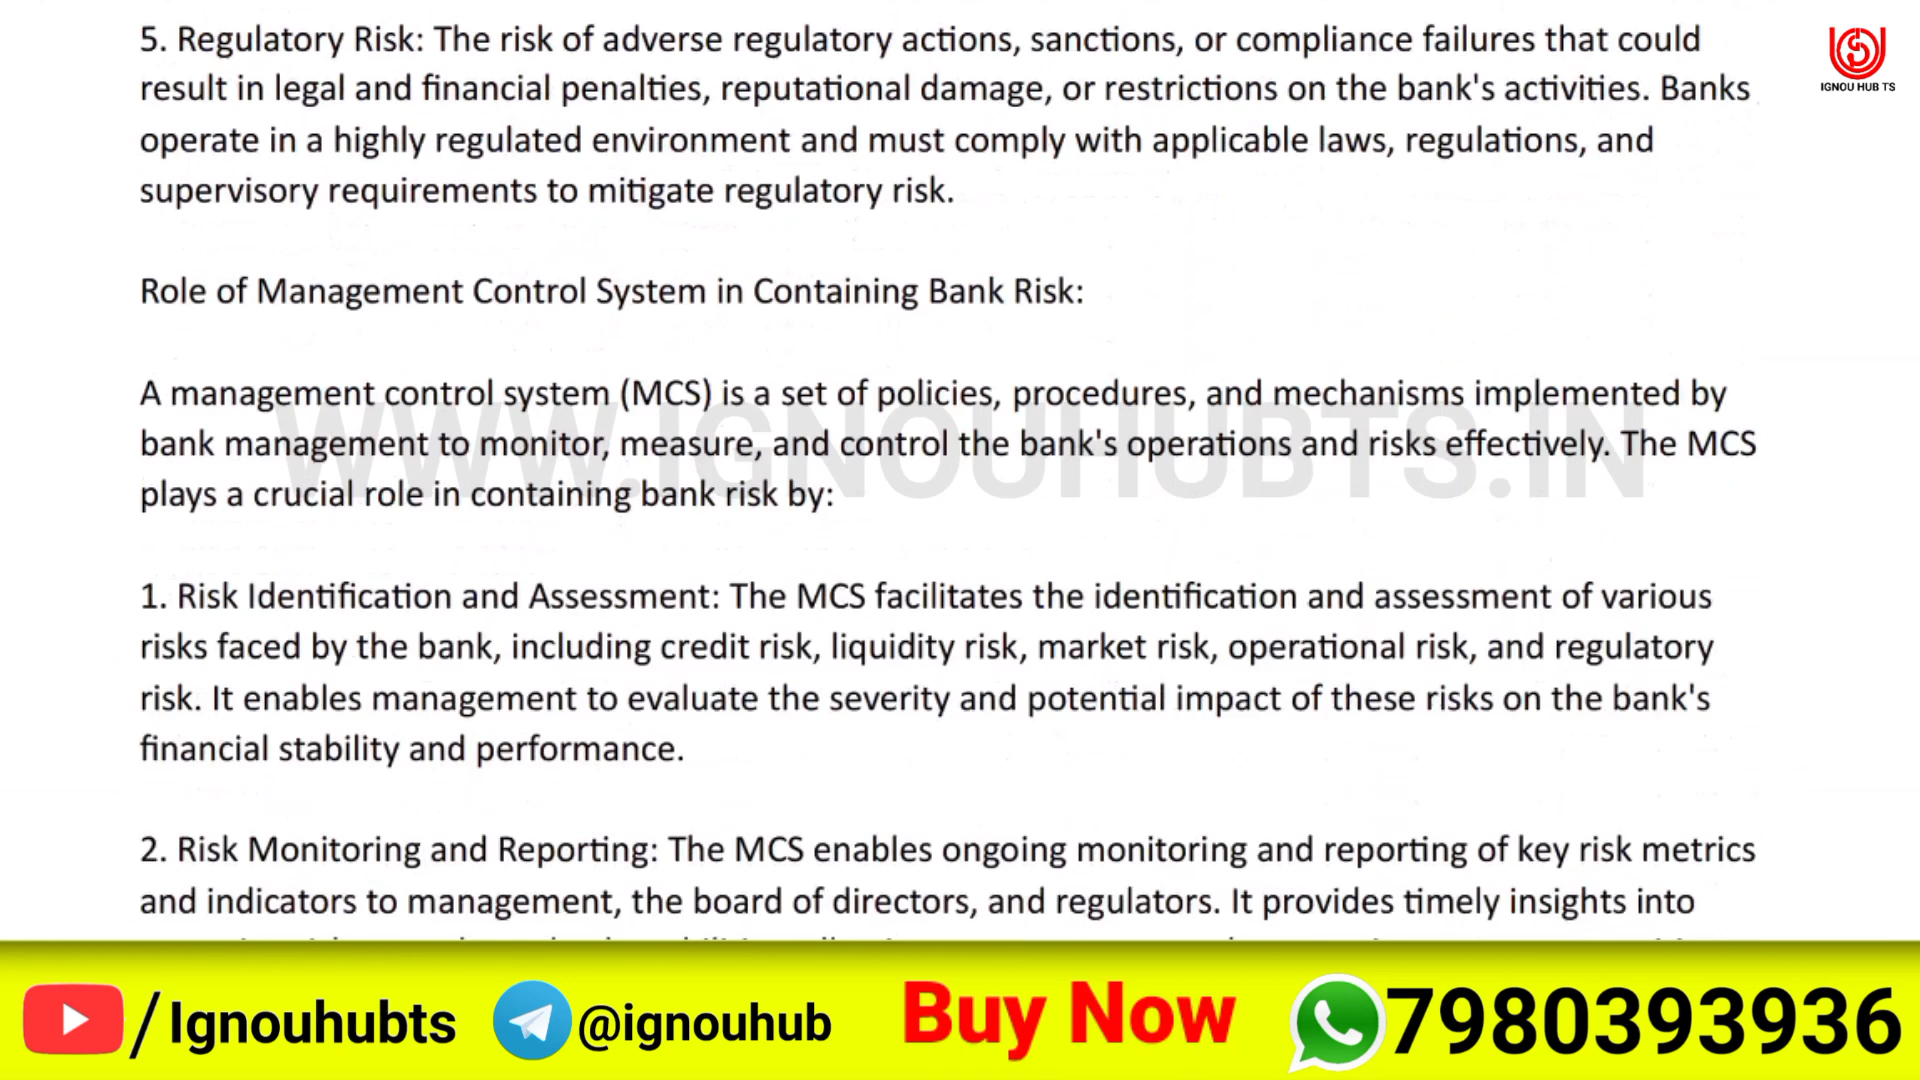 5. Regulatory Risk: The risk of adverse regulatory actions, sanctions, or compliance failures that could
result in legal and financial penalties, reputational damage, or restrictions on the bank's activities. Banks
operate in a highly regulated environment and must comply with applicable laws, regulations, and
supervisory requirements to mitigate regulatory risk.
IGNOU HUB TS
Role of Management Control System in Containing Bank Risk:
A management control system (MCS) is a set of policies, procedures, and mechanisms implemented by
bank management to monitor, measure, and control the bank's operations and risks effectively. The MCS
plays a crucial role in containing bank risk by:
WWW.IGNOUHUBTS.IN
1. Risk Identification and Assessment: The MCS facilitates the identification and assessment of various
risks faced by the bank, including credit risk, liquidity risk, market risk, operational risk, and regulatory
risk. It enables management to evaluate the severity and potential impact of these risks on the bank's
financial stability and performance.
2. Risk Monitoring and Reporting: The MCS enables ongoing monitoring and reporting of key risk metrics
and indicators to management, the board of directors, and regulators. It provides timely insights into
/Ignouhubts @ignouhub Buy Now 7980393936